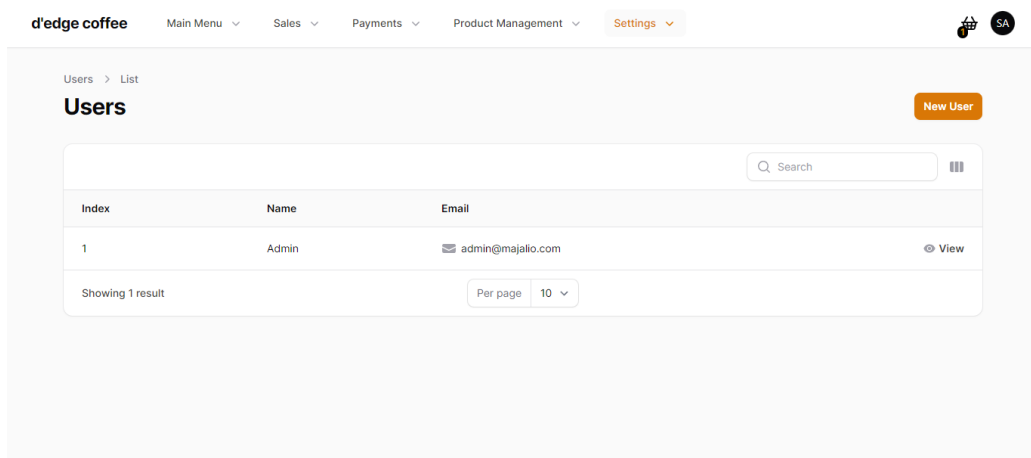 d'edge coffee Main Menu Sales Payments Product Management Settings 1 SA
Users > List
Users
New User
Search
Index Name Email
1 Admin admin@majalio.com View
Showing 1 result Per page 10